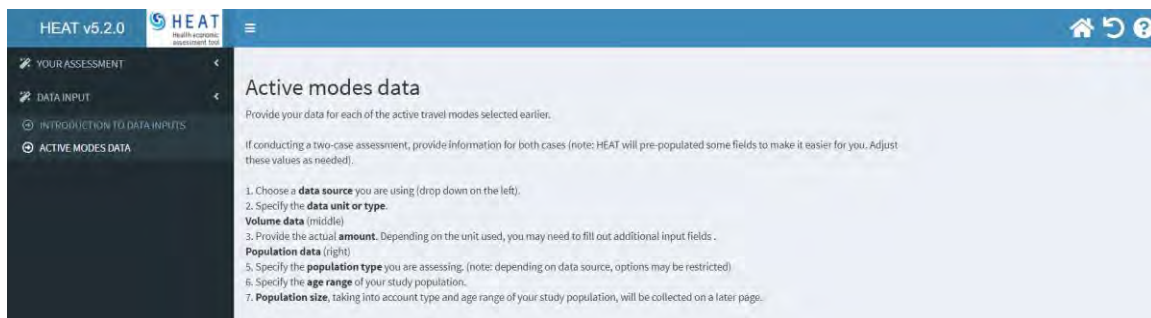 HEAT v5.2.0
HEAT
Health economic
assessment tool
YOUR ASSESSMENT
DATA INPUT
INTRODUCTION TO DATA INPUTS
ACTIVE MODES DATA
Active modes data
Provide your data for each of the active travel modes selected earlier.
If conducting a two-case assessment, provide information for both cases (note: HEAT will pre-populated some fields to make it easier for you. Adjust
these values as needed).
1. Choose a data source you are using (drop down on the left).
2. Specify the data unit or type.
Volume data (middle)
3. Provide the actual amount. Depending on the unit used, you may need to fill out additional input fields .
Population data (right)
5. Specify the population type you are assessing. (note: depending on data source, options may be restricted)
6. Specify the age range of your study population.
7. Population size, taking into account type and age range of your study population, will be collected on a later page.